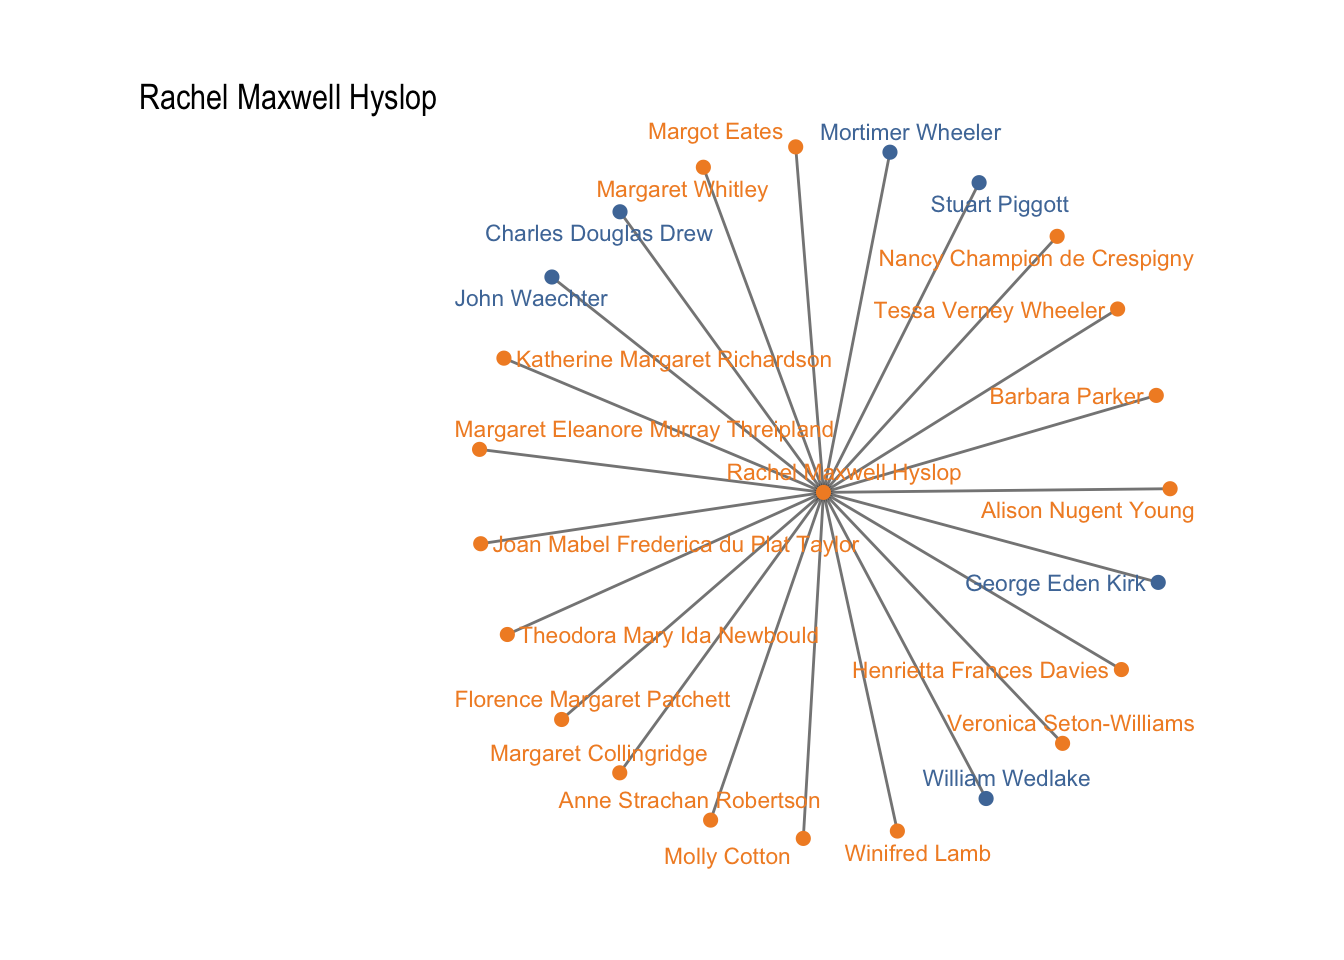 Rachel Maxwell Hyslop
Margot Eates
Mortimer Wheeler
Margaret Whitley
Stuart Piggott
Charles Douglas Drew
Nancy Champion de Crespigny
John Waechter
Tessa Verney Wheeler
Katherine Margaret Richardson
Barbara Parker
Margaret Eleanore Murray Threipland
Rachel Maxwell Hyslop
Alison Nugent Young
Joan Mabel Frederica du Plat Taylor
George Eden Kirk
Theodora Mary Ida Newbould
Henrietta Frances Davies
Florence Margaret Patchett
Veronica Seton-Williams
Margaret Collingridge
William Wedlake
Anne Strachan Robertson
Molly Cotton
Winifred Lamb